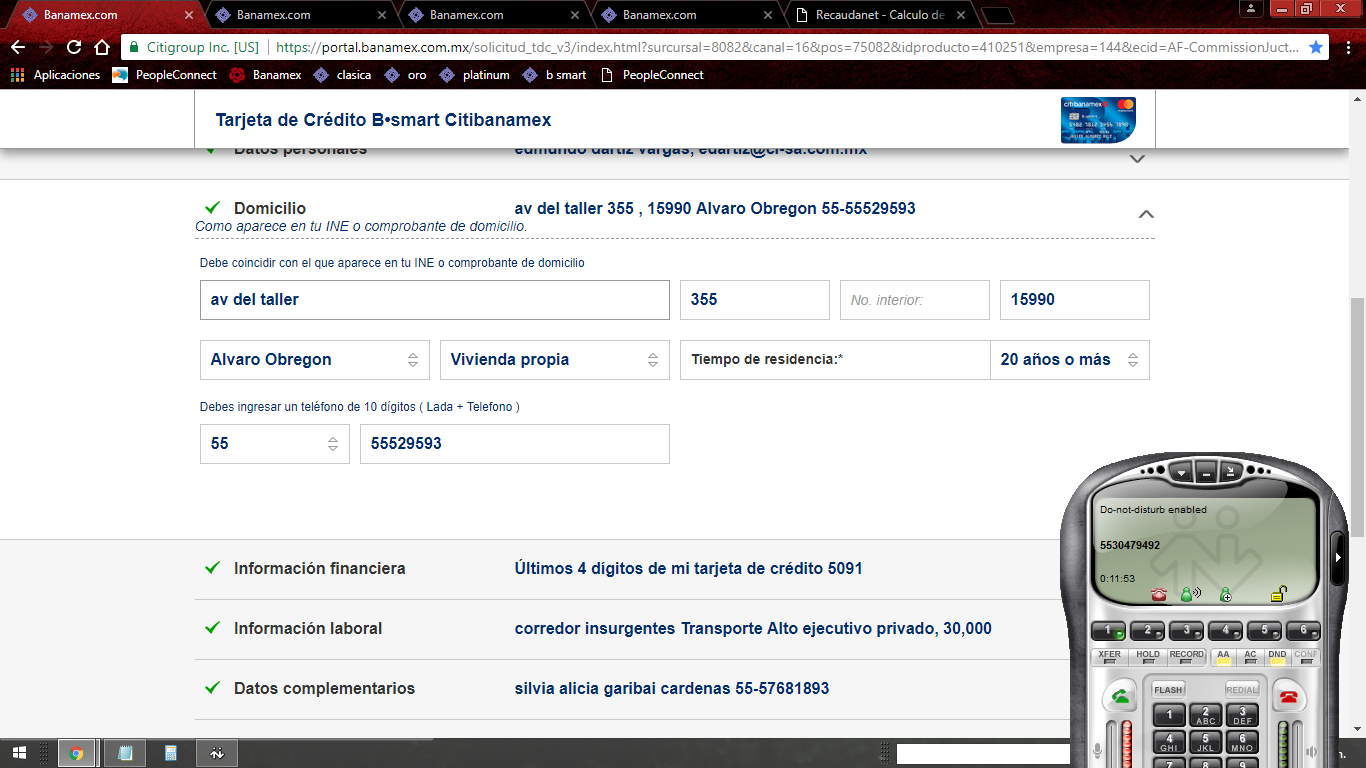 Banamex.com
Banamex.com
Banamex.com
Banamex.com
Recaudanet - Calculo de
Citigroup Inc. [US]
https://portal.banamex.com.mx/solicitud_tdc_v3/index.html?surcursal=8082&canal=16&pos=75082&idproducto=410251&empresa=144&ecid=AF-CommissionJuct...
Aplicaciones
PeopleConnect
Banamex
clasica
oro
platinum
b smart
PeopleConnect
Tarjeta de Crédito B•smart Citibanamex
citibanamex
Datos personales
edmundo dartiz vargas, edartiz@ci-sa.com.mx
Domicilio
av del taller 355 , 15990 Alvaro Obregon 55-55529593
Como aparece en tu INE o comprobante de domicilio.
Debe coincidir con el que aparece en tu INE o comprobante de domicilio
av del taller
355
No. interior:
15990
Alvaro Obregon
Vivienda propia
Tiempo de residencia:*
20 años o más
Debes ingresar un teléfono de 10 dígitos ( Lada + Telefono )
55
55529593
Información financiera
Últimos 4 dígitos de mi tarjeta de crédito 5091
Información laboral
corredor insurgentes Transporte Alto ejecutivo privado, 30,000
Datos complementarios
silvia alicia garibai cardenas 55-57681893
Do-not-disturb enabled
5530479492
0:11:53
1 2 3 4 5 6
XFER HOLD RECORD AA AC DND CONF
FLASH REDIAL
1 2 ABC 3 DEF
4 GHI 5 JKL 6 MNO
7 8 9